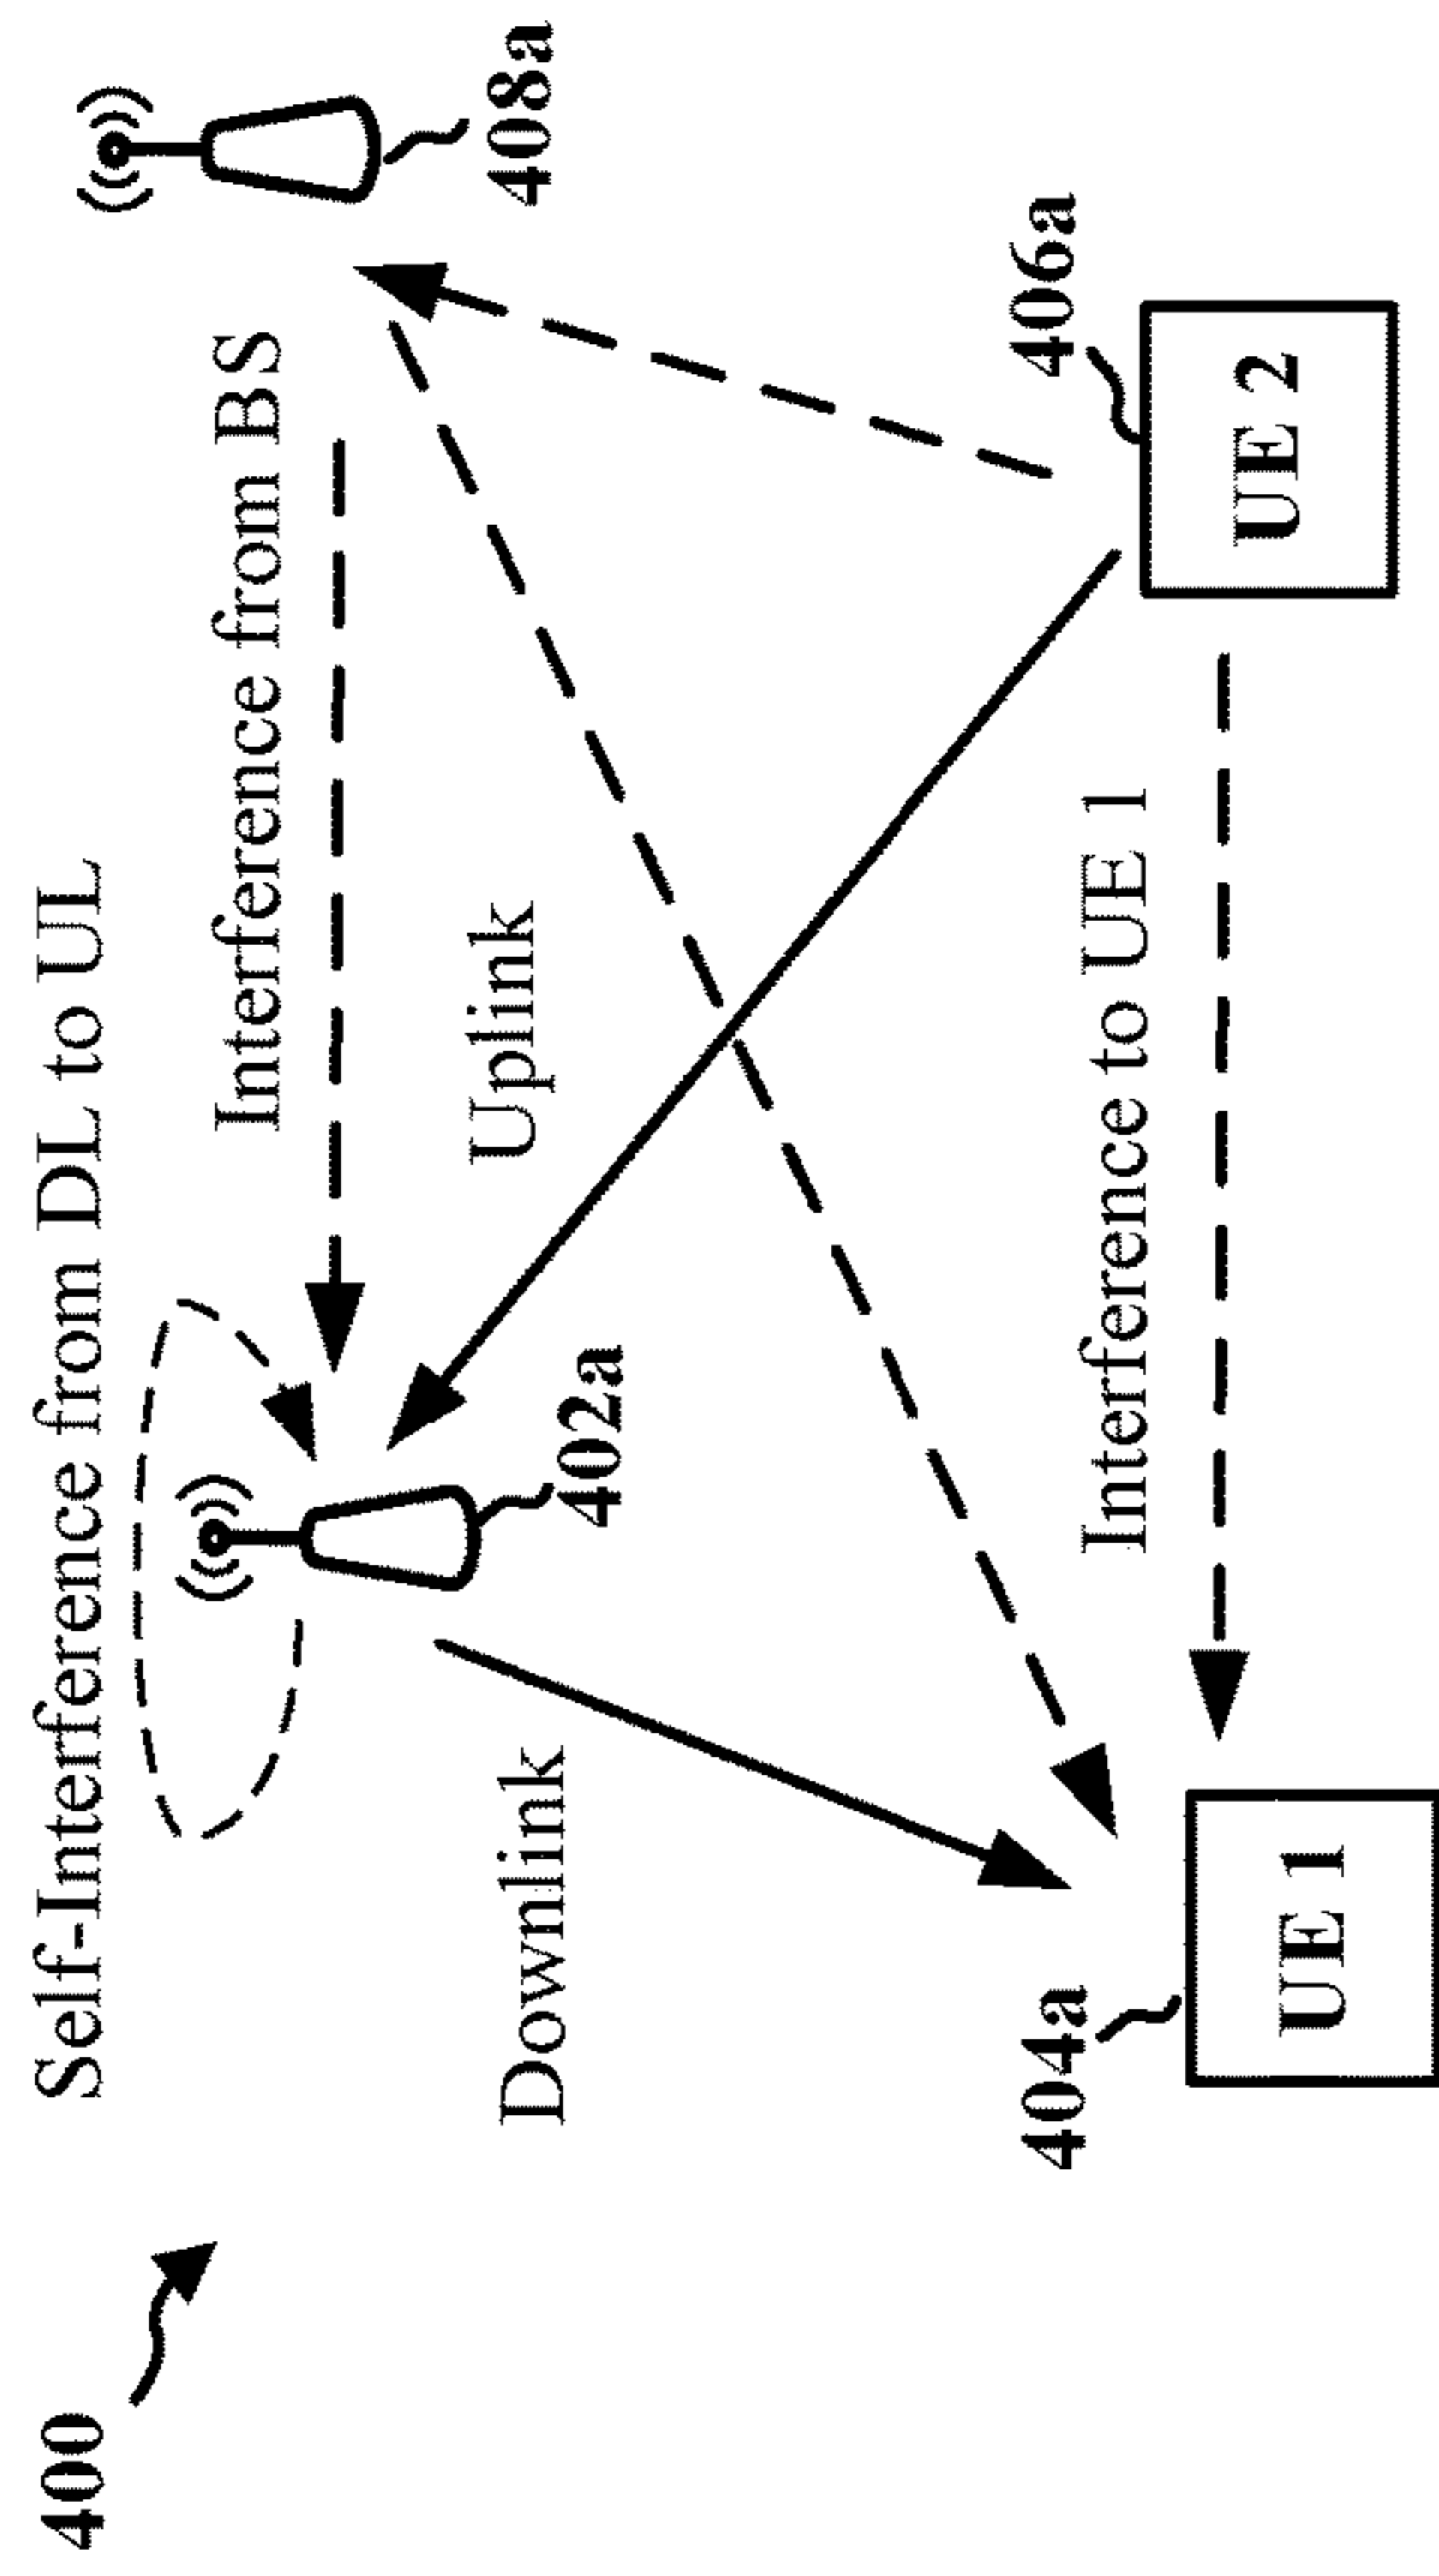 400
Self-Interference from DL to UL
Interference from BS
408a
402a
Uplink
Downlink
404a
UE 1
Interference to UE 1
406a
UE 2